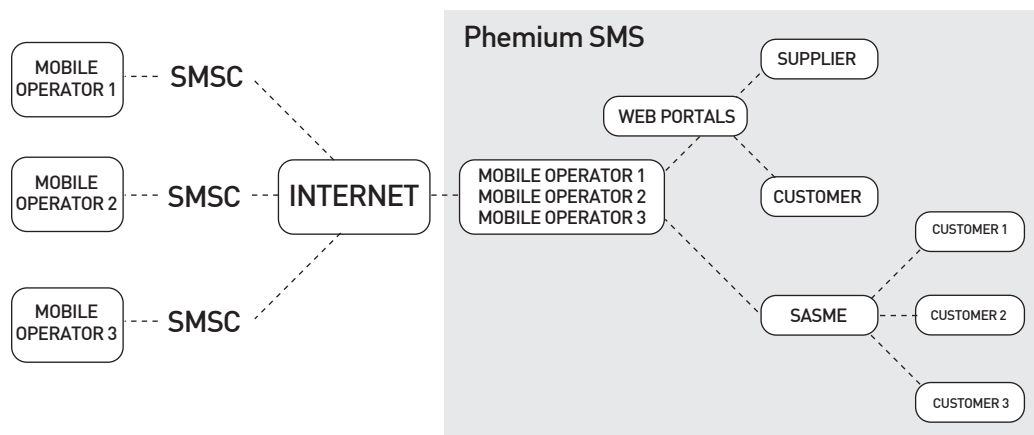 Phemium SMS
MOBILE
OPERATOR 1
SMSC
MOBILE
OPERATOR 2
SMSC
MOBILE
OPERATOR 3
SMSC
INTERNET
MOBILE OPERATOR 1
MOBILE OPERATOR 2
MOBILE OPERATOR 3
WEB PORTALS
SUPPLIER
CUSTOMER
SASME
CUSTOMER 1
CUSTOMER 2
CUSTOMER 3